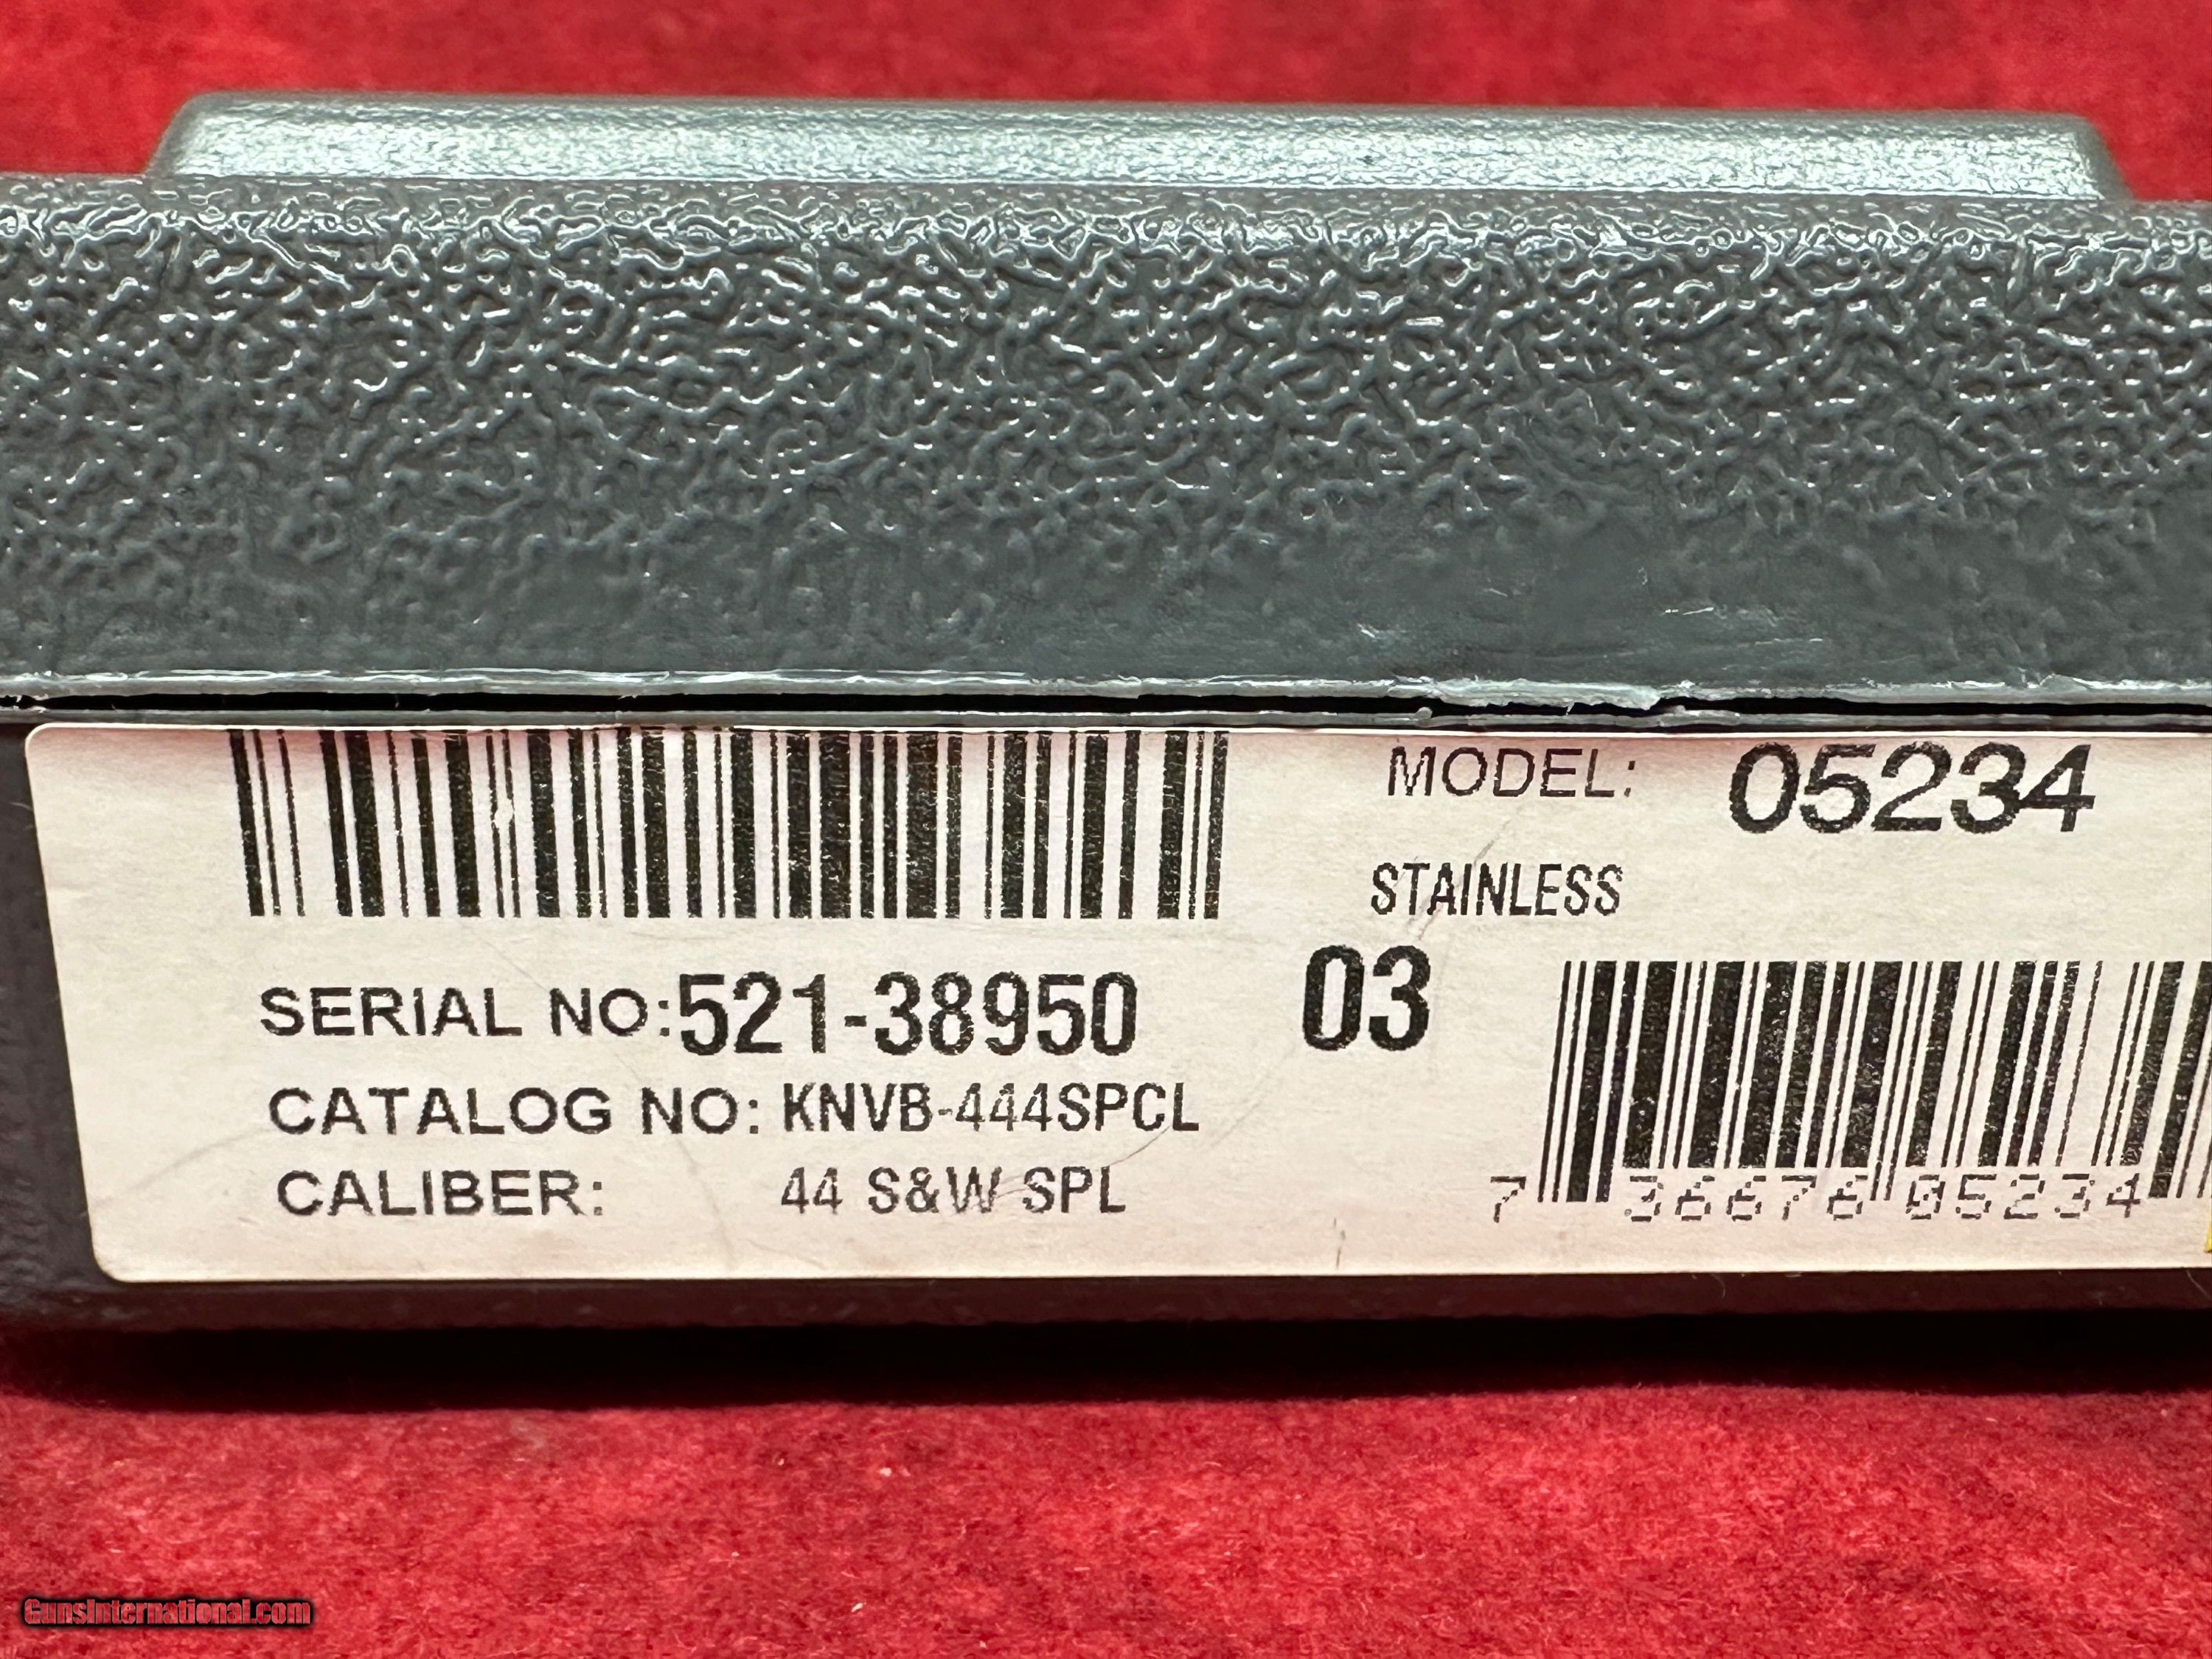 MODEL: 05234
STAINLESS
SERIAL NO:521-38950 03
CATALOG NO: KNVB-444SPCL
CALIBER: 44 S&W SPL
7 36676 05234
GunsInternational.com